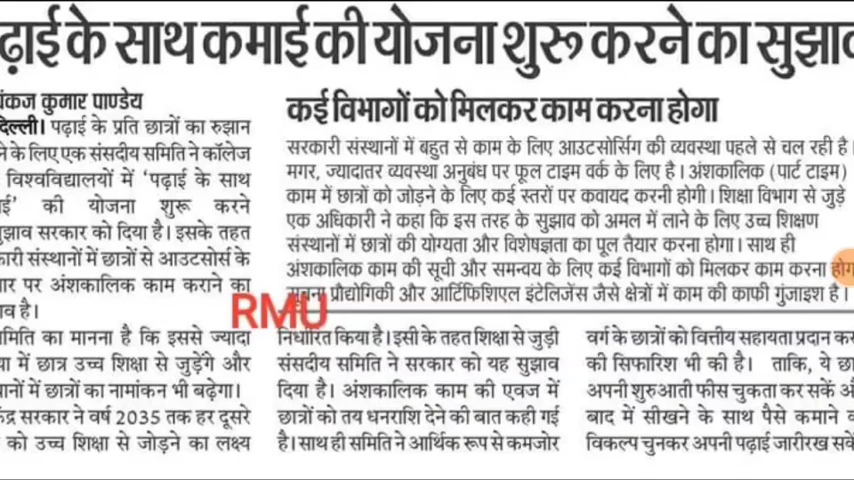 के साथ कमाई की योजना शुरू करने का सुझाव
पंकज कुमार पाण्डेय
दिल्ली। पढ़ाई के प्रति छात्रों का रुझान
के लिए एक संसदीय समिति ने कॉलेज
विश्वविद्यालयों में 'पढ़ाई के साथ
की योजना शुरू करने
सुझाव सरकार को दिया है। इसके तहत
संस्थानों में छात्रों से आउटसोर्स के
पर अंशकालिक काम कराने का
है।
समिति का मानना है कि इससे ज्यादा
में छात्र उच्च शिक्षा से जुड़ेंगे और
में छात्रों का नामांकन भी बढ़ेगा।
सरकार ने वर्ष 2035 तक हर दूसरे
को उच्च शिक्षा से जोड़ने का लक्ष्य
कई विभागों को मिलकर काम करना होगा
सरकारी संस्थानों में बहुत से काम के लिए आउटसोर्सिग की व्यवस्था पहले से चल रही है।
मगर, ज्यादातर व्यवस्था अनुबंध पर फूल टाइम वर्क के लिए है। अंशकालिक (पार्ट टाइम)
काम में छात्रों को जोड़ने के लिए कई स्तरों पर कवायद करनी होगी। शिक्षा विभाग से जुड़े
एक अधिकारी ने कहा कि इस तरह के सुझाव को अमल में लाने के लिए उच्च शिक्षण
संस्थानों में छात्रों की योग्यता और विशेषज्ञता का पूल तैयार करना होगा। साथ ही
अंशकालिक काम की सूची और समन्वय के लिए कई विभागों को मिलकर काम करना
सूचना प्रौद्योगिकी और आर्टिफिशिएल इंटेलिजेंस जैसे क्षेत्रों में काम की काफी गुंजाइश है।
RMU
निर्धारित किया है। इसी के तहत शिक्षा से जुड़ी
संसदीय समिति ने सरकार को यह सुझाव
दिया है। अंशकालिक काम की एवज में
छात्रों को तय धनराशि देने की बात कही गई
है। साथ ही समिति ने आर्थिक रूप से कमजोर
वर्ग के छात्रों को वित्तीय सहायता प्रदान
की सिफारिश भी की है। ताकि, ये
अपनी शुरुआती फीस चुकता कर सकें
बाद में सीखने के साथ पैसे कमाने
विकल्प चुनकर अपनी पढ़ाई जारीरख